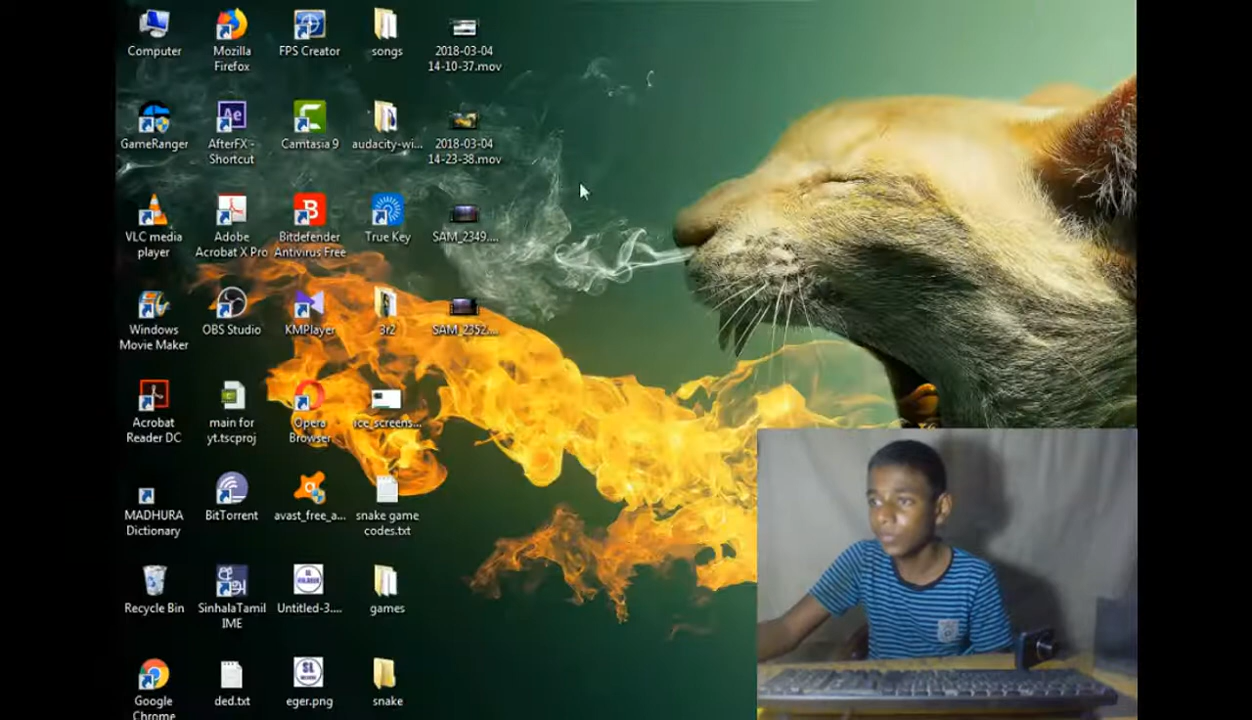 Computer
Mozilla
Firefox
FPS Creator
songs
2018-03-04
14-10-37.mov
GameRanger
AfterFX -
Shortcut
Camtasia 9
audacity-wi...
2018-03-04
14-23-38.mov
VLC media
player
Adobe
Acrobat X Pro
Bitdefender
Antivirus Free
True Key
SAM_2349....
Windows
Movie Maker
OBS Studio
KMPlayer
3r2
SAM_2352....
Acrobat
Reader DC
main for
yt.tscproj
Opera
Browser
ice_screens...
MADHURA
Dictionary
BitTorrent
avast_free_a...
snake game
codes.txt
Recycle Bin
SinhalaTamil
IME
Untitled-3....
games
Google
Chrome
ded.txt
eger.png
snake
Ae
SL